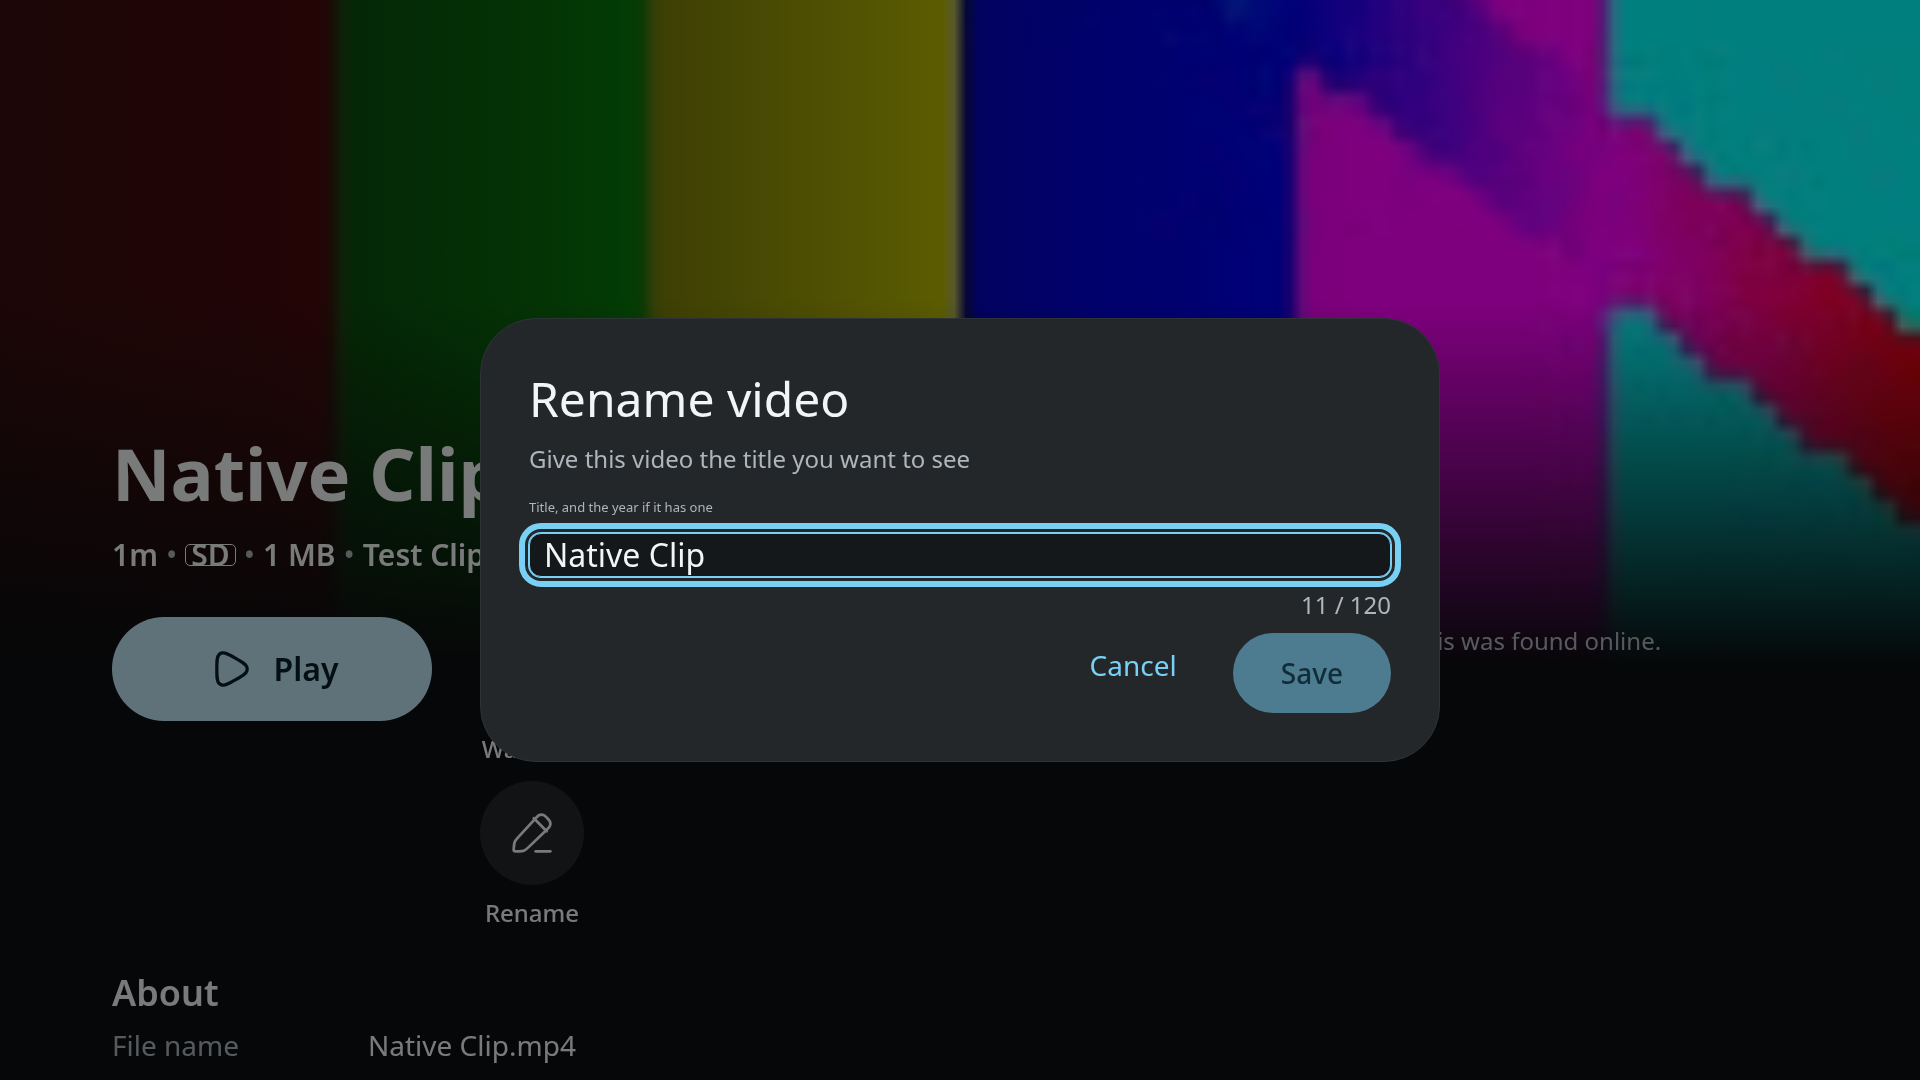 Rename video
Give this video the title you want to see
Title, and the year if it has one
Native Clip
11 / 120
Cancel
Save
Native Clip
1m • SD • 1 MB • Test Clip
is was found online.
Play
Rename
About
File name Native Clip.mp4